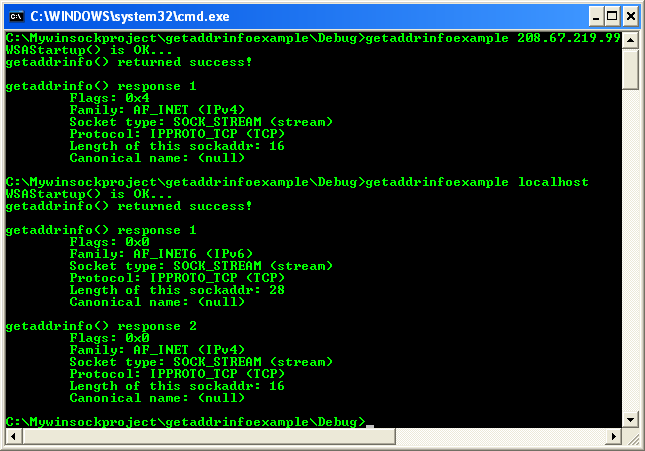 C:\WINDOWS\system32\cmd.exe
C:\Mywinsockproject\getaddrinfoexample\Debug>getaddrinfoexample 208.67.219.99
WSAStartup() is OK...
getaddrinfo() returned success!
getaddrinfo() response 1
Flags: 0x4
Family: AF_INET (IPv4)
Socket type: SOCK_STREAM (stream)
Protocol: IPPROTO_TCP (TCP)
Length of this sockaddr: 16
Canonical name: (null)
C:\Mywinsockproject\getaddrinfoexample\Debug>getaddrinfoexample localhost
WSAStartup() is OK...
getaddrinfo() returned success!
getaddrinfo() response 1
Flags: 0x0
Family: AF_INET6 (IPv6)
Socket type: SOCK_STREAM (stream)
Protocol: IPPROTO_TCP (TCP)
Length of this sockaddr: 28
Canonical name: (null)
getaddrinfo() response 2
Flags: 0x0
Family: AF_INET (IPv4)
Socket type: SOCK_STREAM (stream)
Protocol: IPPROTO_TCP (TCP)
Length of this sockaddr: 16
Canonical name: (null)
C:\Mywinsockproject\getaddrinfoexample\Debug>_